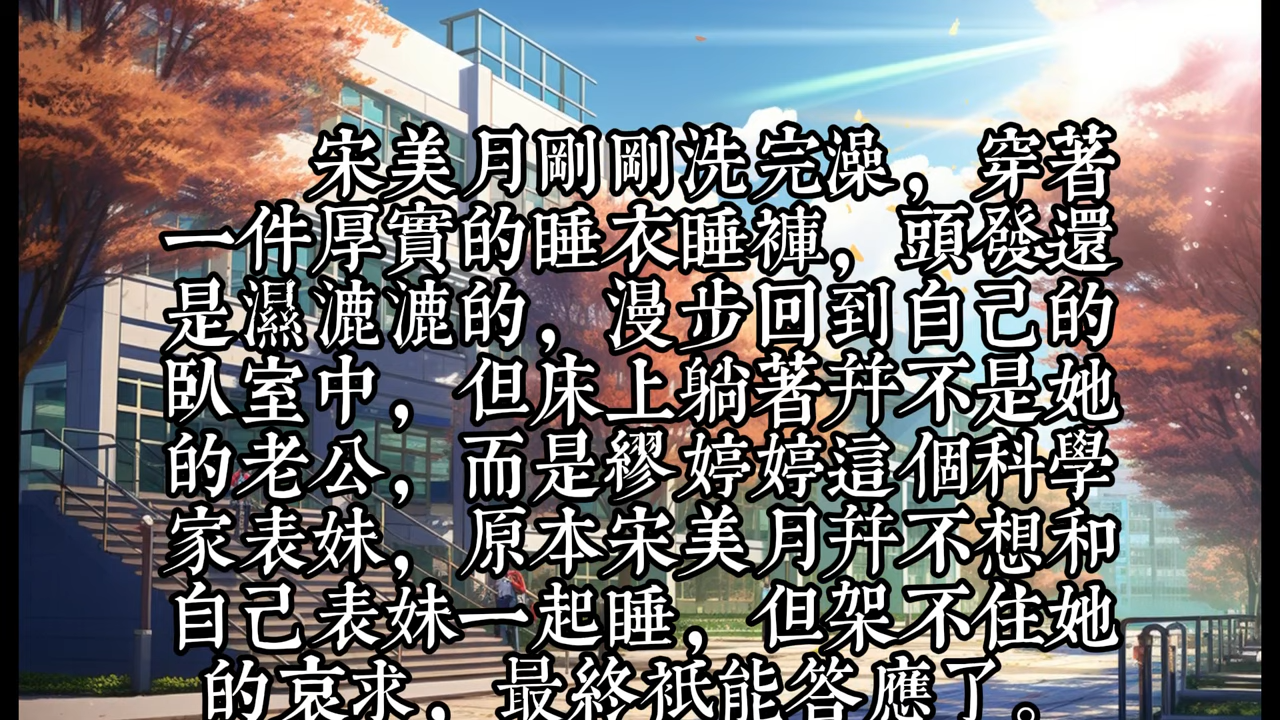 宋美月剛剛洗完澡，穿著
一件厚實的睡衣睡褲，頭發還
是濕漉漉的，漫步回到自己的
臥室中，但床上躺著并不是她
的老公，而是繆婷婷這個科學
家表妹，原本宋美月并不想和
自己表妹一起睡，但架不住她
的哀求，最終祇能答應了。